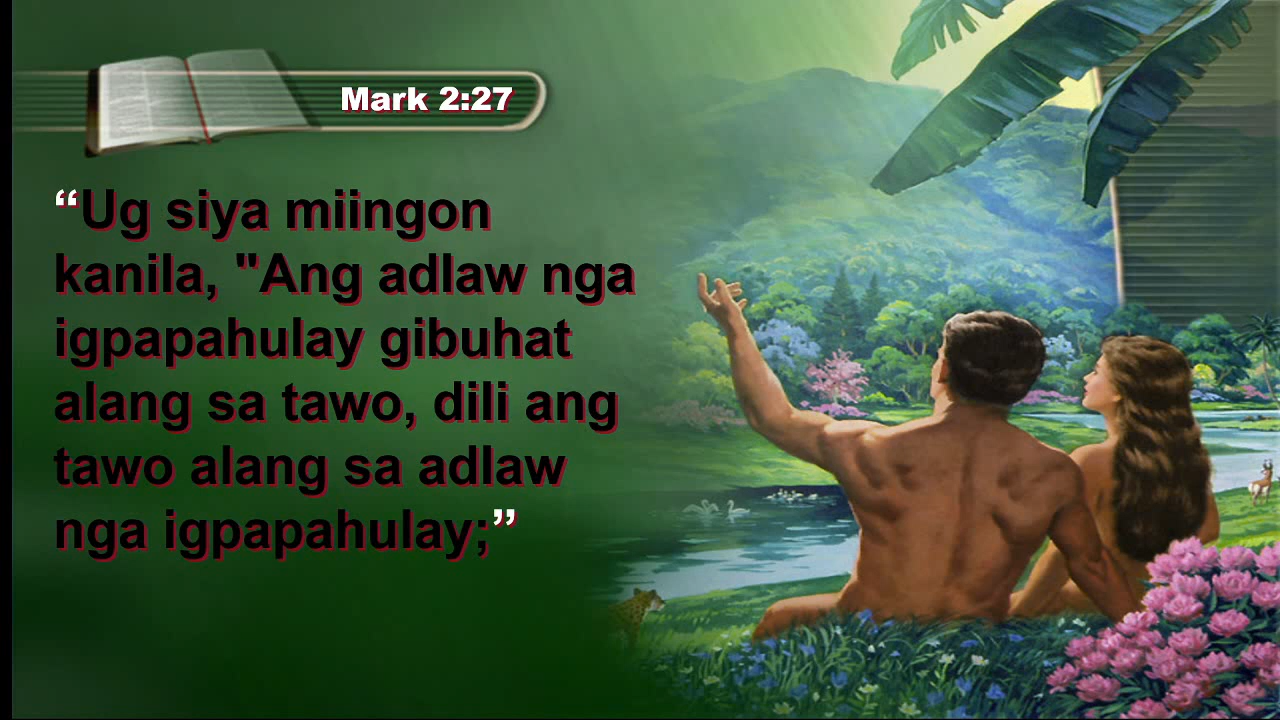 Mark 2:27
“Ug siya miingon
kanila, "Ang adlaw nga
igpapahulay gibuhat
alang sa tawo, dili ang
tawo alang sa adlaw
nga igpapahulay;”